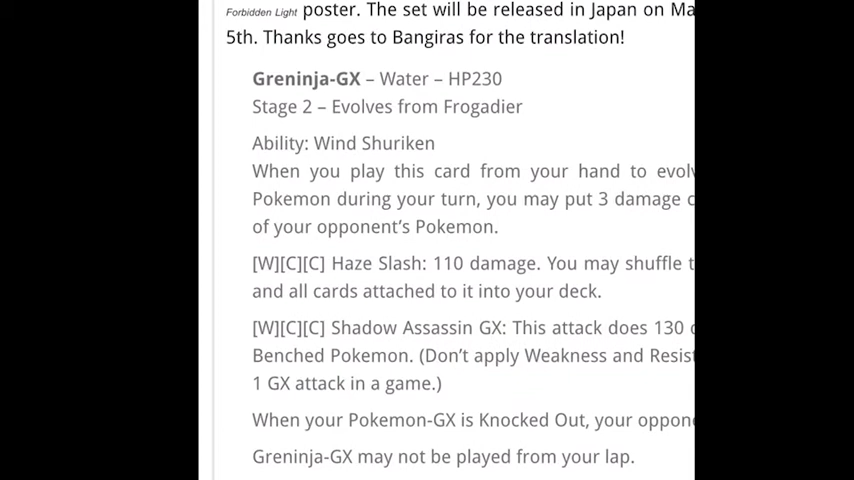 Forbidden Light poster. The set will be released in Japan on Ma
5th. Thanks goes to Bangiras for the translation!
Greninja-GX – Water – HP230
Stage 2 – Evolves from Frogadier
Ability: Wind Shuriken
When you play this card from your hand to evolv
Pokemon during your turn, you may put 3 damage c
of your opponent's Pokemon.
[W][C][C] Haze Slash: 110 damage. You may shuffle t
and all cards attached to it into your deck.
[W][C][C] Shadow Assassin GX: This attack does 130 d
Benched Pokemon. (Don't apply Weakness and Resist
1 GX attack in a game.)
When your Pokemon-GX is Knocked Out, your oppone
Greninja-GX may not be played from your lap.